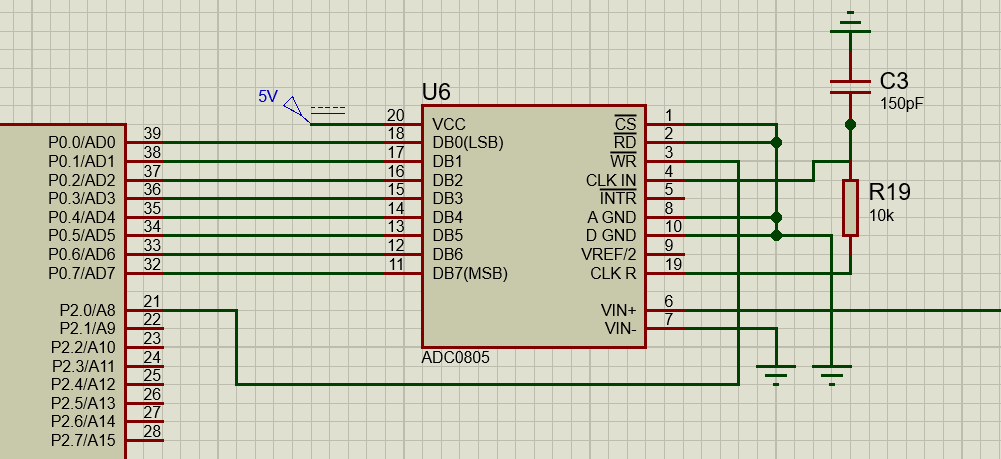 C3
150pF
5V
U6
20 VCC CS 1
39 P0.0/AD0 18 DB0(LSB) RD 2
38 P0.1/AD1 17 DB1 WR 3
37 P0.2/AD2 16 DB2 CLK IN 4
36 P0.3/AD3 15 DB3 INTR 5
R19
35 P0.4/AD4 14 DB4 A GND 8
10k
34 P0.5/AD5 13 DB5 D GND 10
33 P0.6/AD6 12 DB6 VREF/2 9
32 P0.7/AD7 11 DB7(MSB) CLK R 19
21 P2.0/A8 VIN+ 6
22 P2.1/A9 VIN- 7
23 P2.2/A10
ADC0805
24 P2.3/A11
25 P2.4/A12
26 P2.5/A13
27 P2.6/A14
28 P2.7/A15